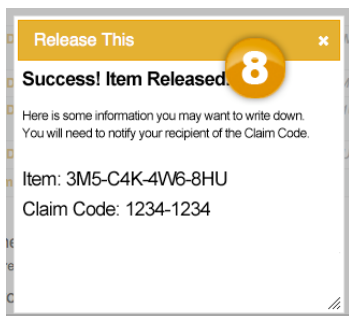 Release This ×
8
Success! Item Released.
Here is some information you may want to write down.
You will need to notify your recipient of the Claim Code.
Item: 3M5-C4K-4W6-8HU
Claim Code: 1234-1234